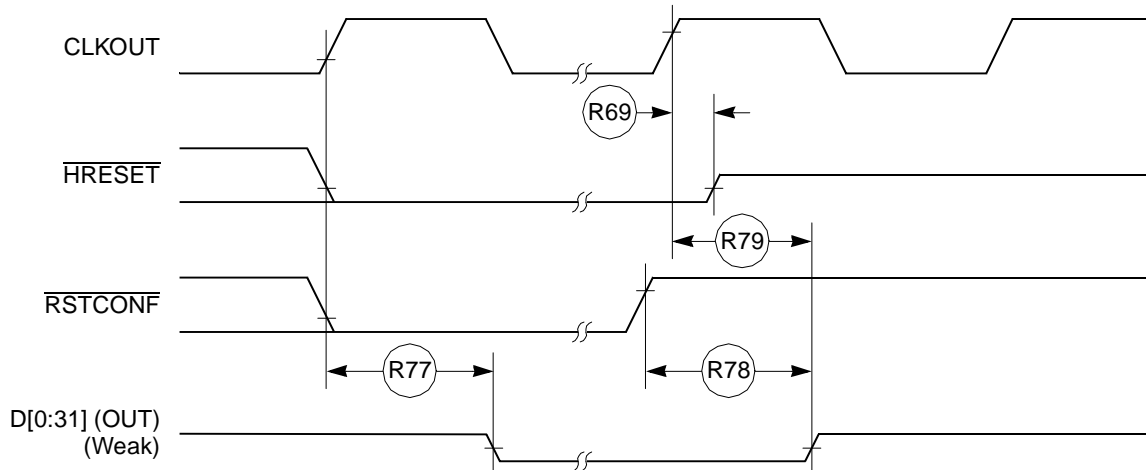 CLKOUT
R69
HRESET
R79
RSTCONF
R77
R78
D[0:31] (OUT)
(Weak)